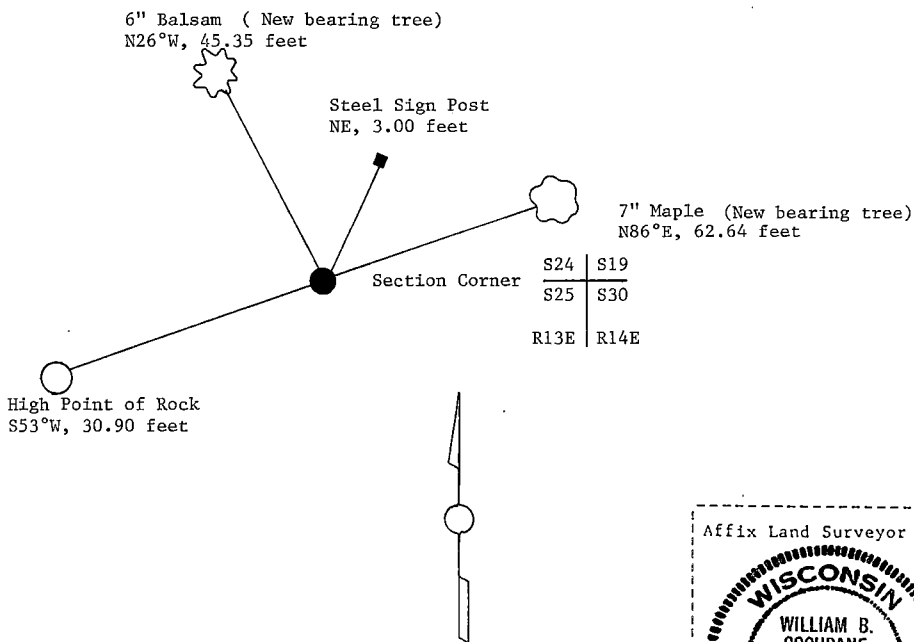 6" Balsam ( New bearing tree)
N26°W, 45.35 feet
Steel Sign Post
NE, 3.00 feet
7" Maple (New bearing tree)
N86°E, 62.64 feet
Section Corner
S24 S19
S25 S30
R13E R14E
High Point of Rock
S53°W, 30.90 feet
Affix Land Surveyor
WISCONSIN
WILLIAM B.
COCHRANE